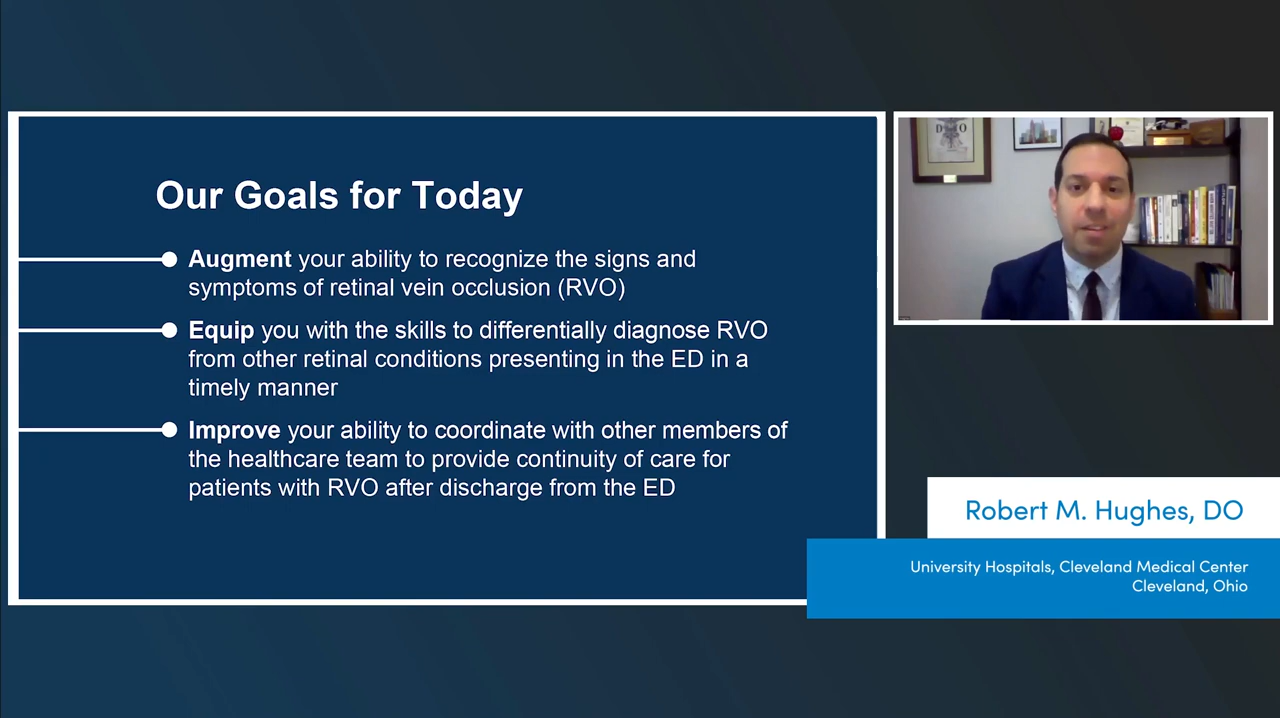 Our Goals for Today
Augment your ability to recognize the signs and
symptoms of retinal vein occlusion (RVO)
Equip you with the skills to differentially diagnose RVO
from other retinal conditions presenting in the ED in a
timely manner
Improve your ability to coordinate with other members of
the healthcare team to provide continuity of care for
patients with RVO after discharge from the ED
D O
Robert M. Hughes, DO
University Hospitals, Cleveland Medical Center
Cleveland, Ohio